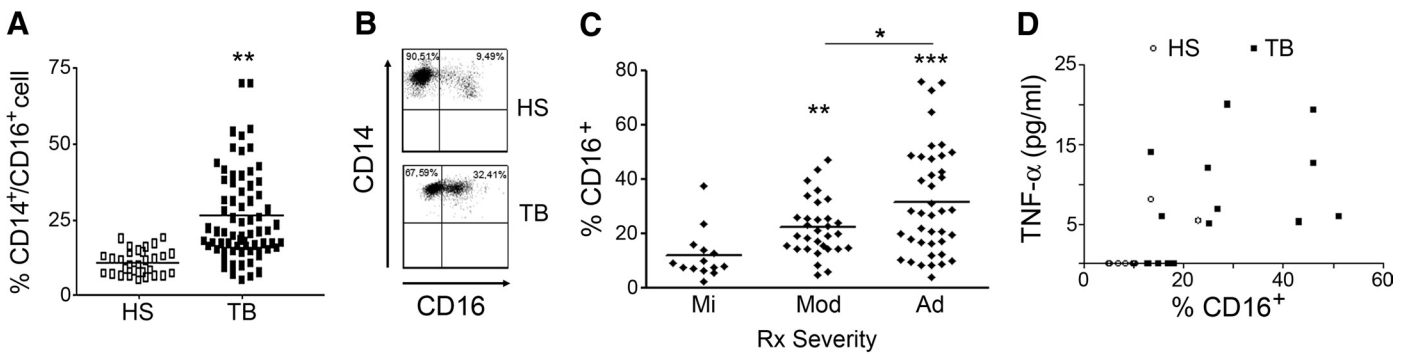 A
% CD14+/CD16+ cell
75
50
25
0
**
HS
TB
B
CD14
90,51%
9,49%
HS
67,59%
32,41%
TB
CD16
C
% CD16+
80
60
40
20
0
**
*
***
Mi
Mod
Ad
Rx Severity
D
HS
TB
TNF-α (pg/ml)
25
15
5
0
20
40
60
% CD16+